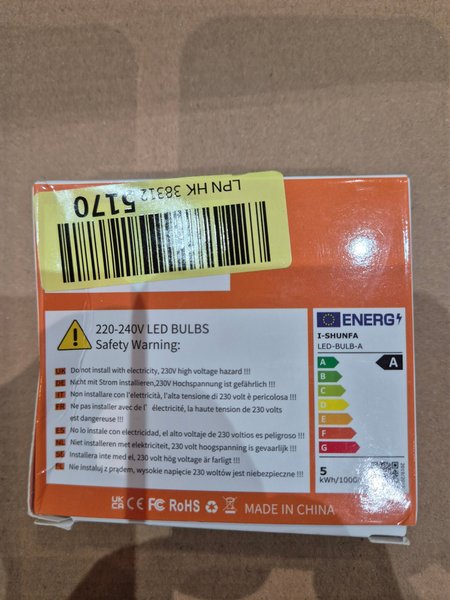 LPN HK 38312
5170
220-240V LED BULBS
Safety Warning:
UK Do not install with electricity, 230V high voltage hazard !!!
DE Nicht mit Strom installieren,230V Hochspannung ist gefährlich !!!
IT Non installare con l'elettricità, l'alta tensione di 230 volt è pericolosa !!!
FR Ne pas installer avec de l' électricité, la haute tension de 230 volts
est dangereuse !!!
ES No lo instale con electricidad, el alto voltaje de 230 voltios es peligroso !!!
NL Niet installeren met elektriciteit, 230 volt hoogspanning is gevaarlijk !!!
SE Installera inte med el, 230 volt hög voltage är farligt !!!
PL Nie instaluj z prądem, wysokie napięcie 230 woltów jest niebezpieczne !!!
UK
CA CE FC RoHS MADE IN CHINA
ENERG
I-SHUNFA
LED-BULB-A
A A
B
C
D
E
F
G
5
kWh/1000